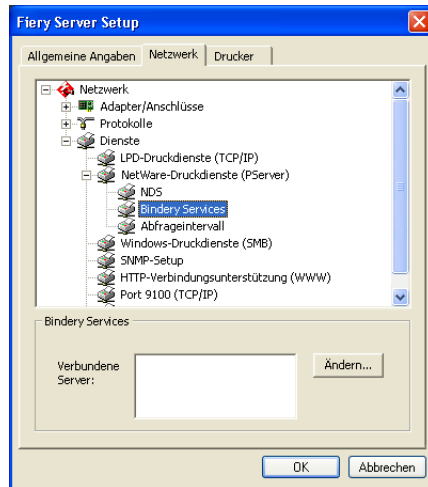 Fiery Server Setup
Allgemeine Angaben Netzwerk Drucker
Netzwerk
Adapter/Anschlüsse
Protokolle
Dienste
LPD-Druckdienste (TCP/IP)
NetWare-Druckdienste (PServer)
NDS
Bindery Services
Abfrageintervall
Windows-Druckdienste (SMB)
SNMP-Setup
HTTP-Verbindungsunterstützung (WWW)
Port 9100 (TCP/IP)
Bindery Services
Verbundene Server:
Ändern...
OK Abbrechen